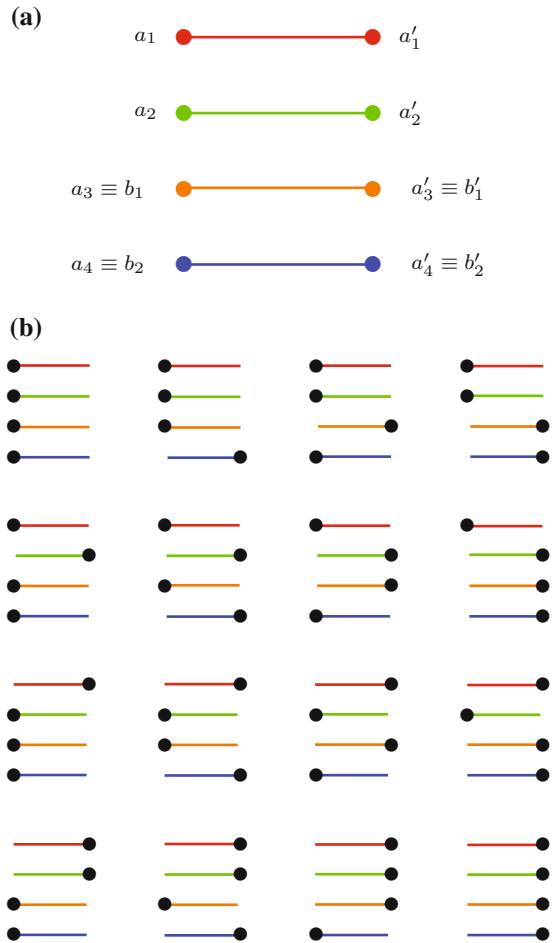 (a)
a₁ a′₁
a₂ a′₂
a₃ ≡ b₁ a′₃ ≡ b′₁
a₄ ≡ b₂ a′₄ ≡ b′₂
(b)